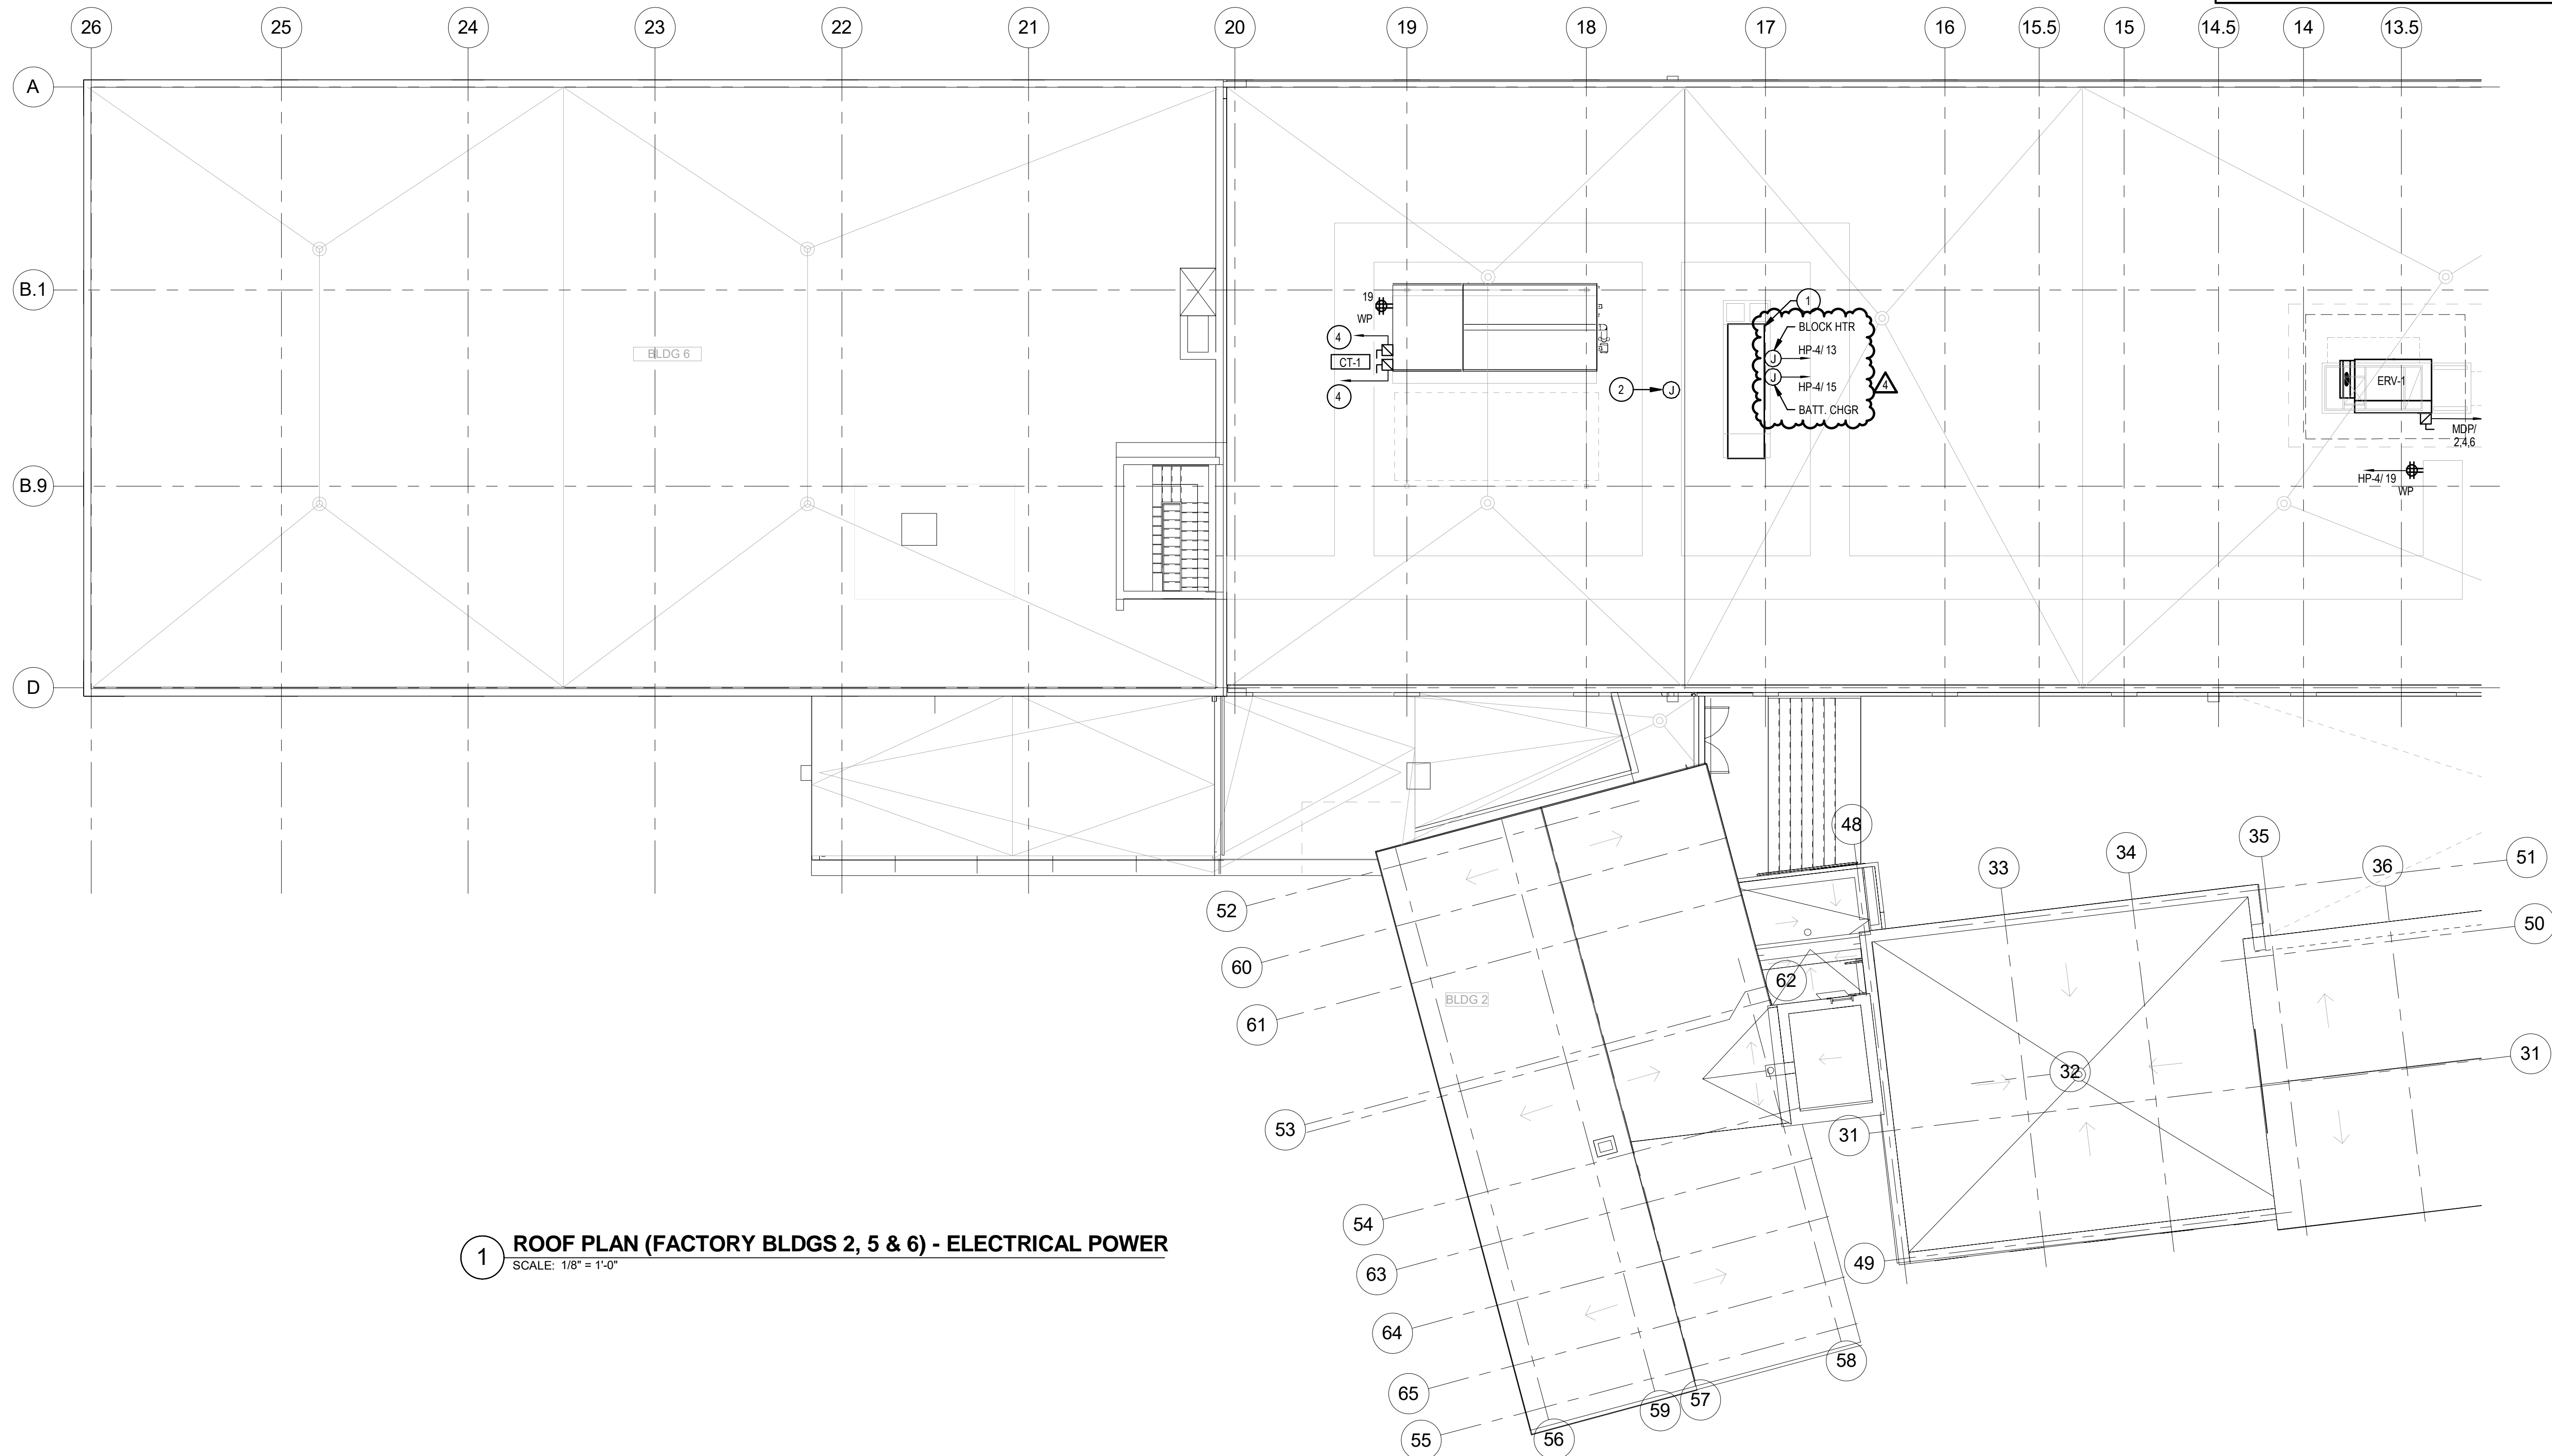 26 25 24 23 22 21 20 19 18 17 16 15.5 15 14.5 14 13.5
A
B.1
19
WP
1
BLOCK HTR
4
J
HP-4/ 13
BLDG 6
CT-1
J
HP-4/ 15
4
ERV-1
4
2
J
BATT. CHGR
MDP/
2,4,6
B.9
HP-4/ 19
WP
D
48
35
51
34
33
36
52
50
60
BLDG 2
62
61
31
32
53
31
54
49
63
64
58
65
57
59
56
55
1
ROOF PLAN (FACTORY BLDGS 2, 5 & 6) - ELECTRICAL POWER
SCALE: 1/8" = 1'-0"